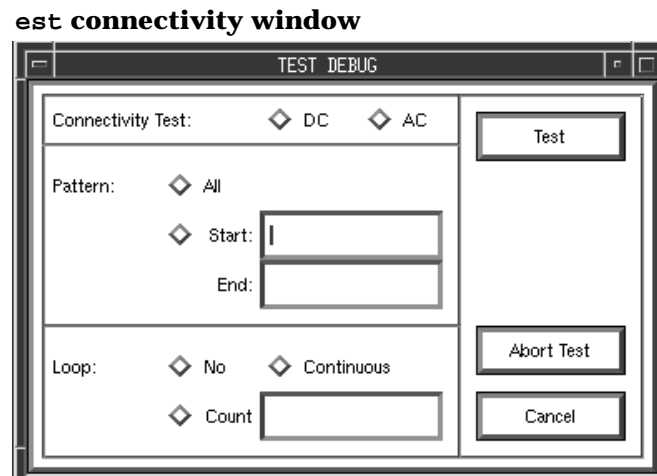 est connectivity window
TEST DEBUG
Connectivity Test: DC AC
Test
Pattern: All
Start:
End:
Loop: No Continuous
Count
Abort Test
Cancel